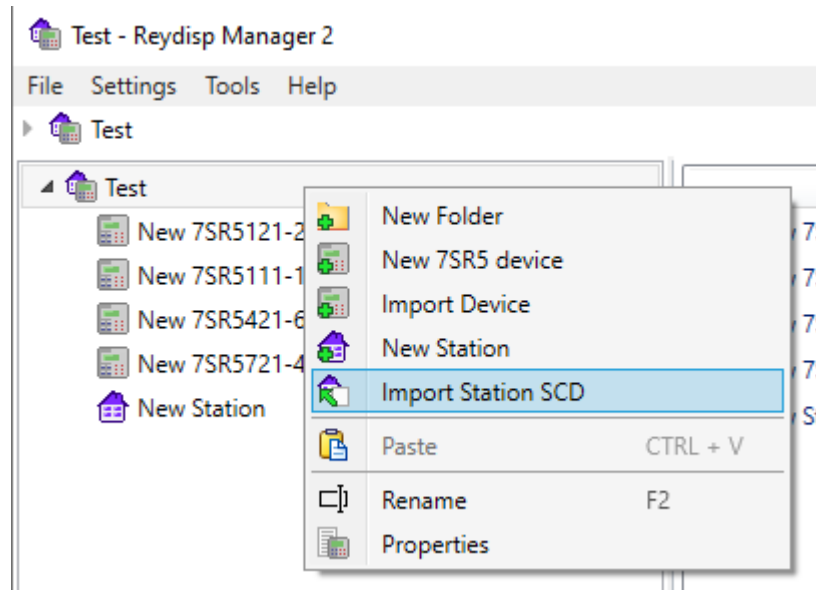 Test - Reydisp Manager 2
File Settings Tools Help
Test
Test
New 7SR5121-2
New 7SR5111-1
New 7SR5421-6
New 7SR5721-4
New Station
New Folder
New 7SR5 device
Import Device
New Station
Import Station SCD
Paste CTRL + V
Rename F2
Properties